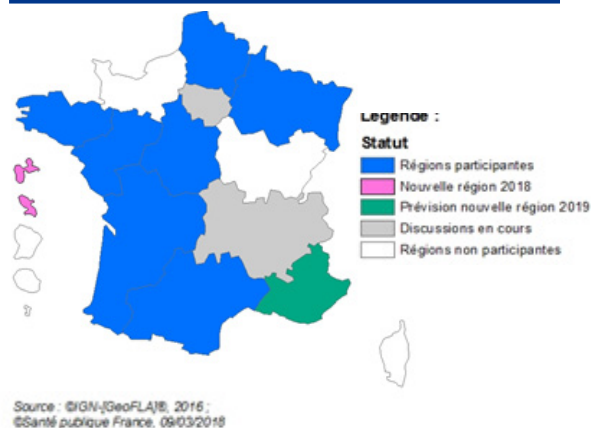 Légende :
Statut
Régions participantes
Nouvelle région 2018
Prévision nouvelle région 2019
Discussions en cours
Régions non participantes
Source : ©IGN-[GeoFLA]®, 2016 ;
©Santé publique France, 09/03/2018